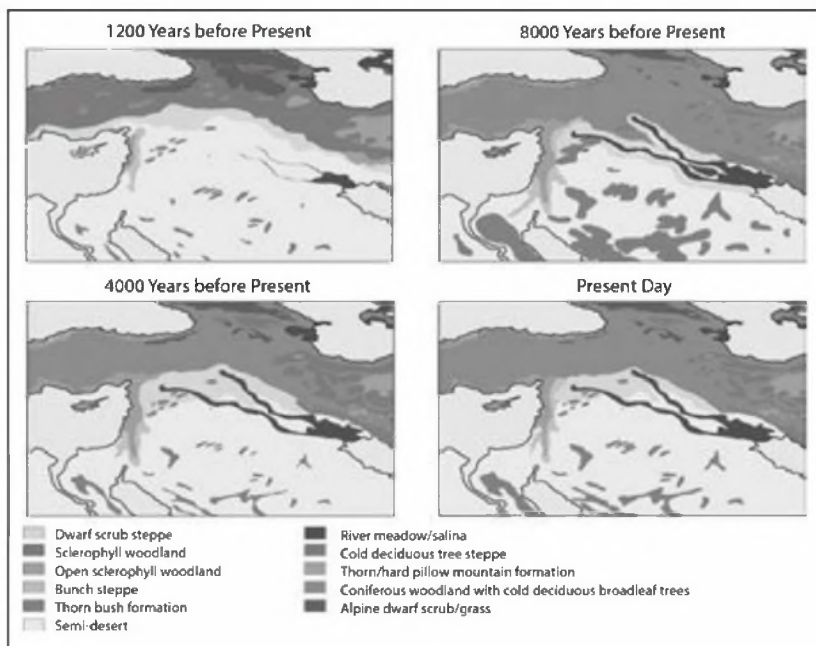 1200 Years before Present
8000 Years before Present
4000 Years before Present
Present Day
Dwarf scrub steppe
Sclerophyll woodland
Open sclerophyll woodland
Bunch steppe
Thorn bush formation
Semi-desert
River meadow/salina
Cold deciduous tree steppe
Thorn/hard pillow mountain formation
Coniferous woodland with cold deciduous broadleaf trees
Alpine dwarf scrub/grass